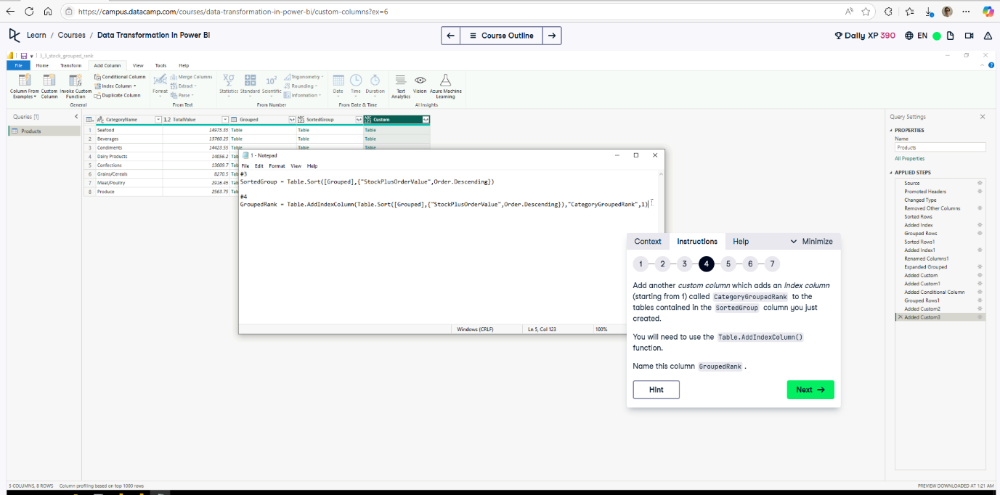 https://campus.datacamp.com/courses/data-transformation-in-power-bi/custom-columns?ex=6
Learn / Courses / Data Transformation in Power BI
Course Outline
Daily XP 390
EN
3_3_stock_grouped_rank
File Home Transform Add Column View Tools Help
Column From Examples
Custom Column
Invoke Custom Function
Conditional Column
Index Column
Duplicate Column
General
Format
ABC
Merge Columns
Extract
Parse
From Text
Statistics
Standard
Scientific
10²
Trigonometry
Rounding
Information
From Number
Date
Time
Duration
From Date & Time
Text Analytics
Vision
Azure Machine Learning
AI Insights
Queries [1]
Products
CategoryName 1.2 TotalValue Grouped SortedGroup Custom
1 Seafood 14975.35 Table Table Table
2 Beverages 13760.25 Table Table Table
3 Condiments 14423.55 Table Table Table
4 Dairy Products 14056.2 Tab
5 Confections 13009.7 Tab
6 Grains/Cereals 8270.5 Tab
7 Meat/Poultry 2916.45 Tab
8 Produce 2563.75 Tab
1 - Notepad
File Edit Format View Help
#3
SortedGroup = Table.Sort([Grouped],{"StockPlusOrderValue",Order.Descending})
#4
GroupedRank = Table.AddIndexColumn(Table.Sort([Grouped],{"StockPlusOrderValue",Order.Descending}),"CategoryGroupedRank",1)
Windows (CRLF) Ln 5, Col 123 100%
Context Instructions Help Minimize
1 2 3 4 5 6 7
Add another custom column which adds an Index column
(starting from 1) called CategoryGroupedRank to the
tables contained in the SortedGroup column you just
created.
You will need to use the Table.AddIndexColumn()
function.
Name this column GroupedRank .
Hint
Next
Query Settings
PROPERTIES
Name
Products
All Properties
APPLIED STEPS
Source
Promoted Headers
Changed Type
Removed Other Columns
Sorted Rows
Added Index
Grouped Rows
Sorted Rows1
Added Index1
Renamed Columns1
Expanded Grouped
Added Custom
Added Custom1
Added Conditional Column
Grouped Rows1
Added Custom2
Added Custom3
5 COLUMNS, 8 ROWS Column profiling based on top 1000 rows
PREVIEW DOWNLOADED AT 1:21 AM